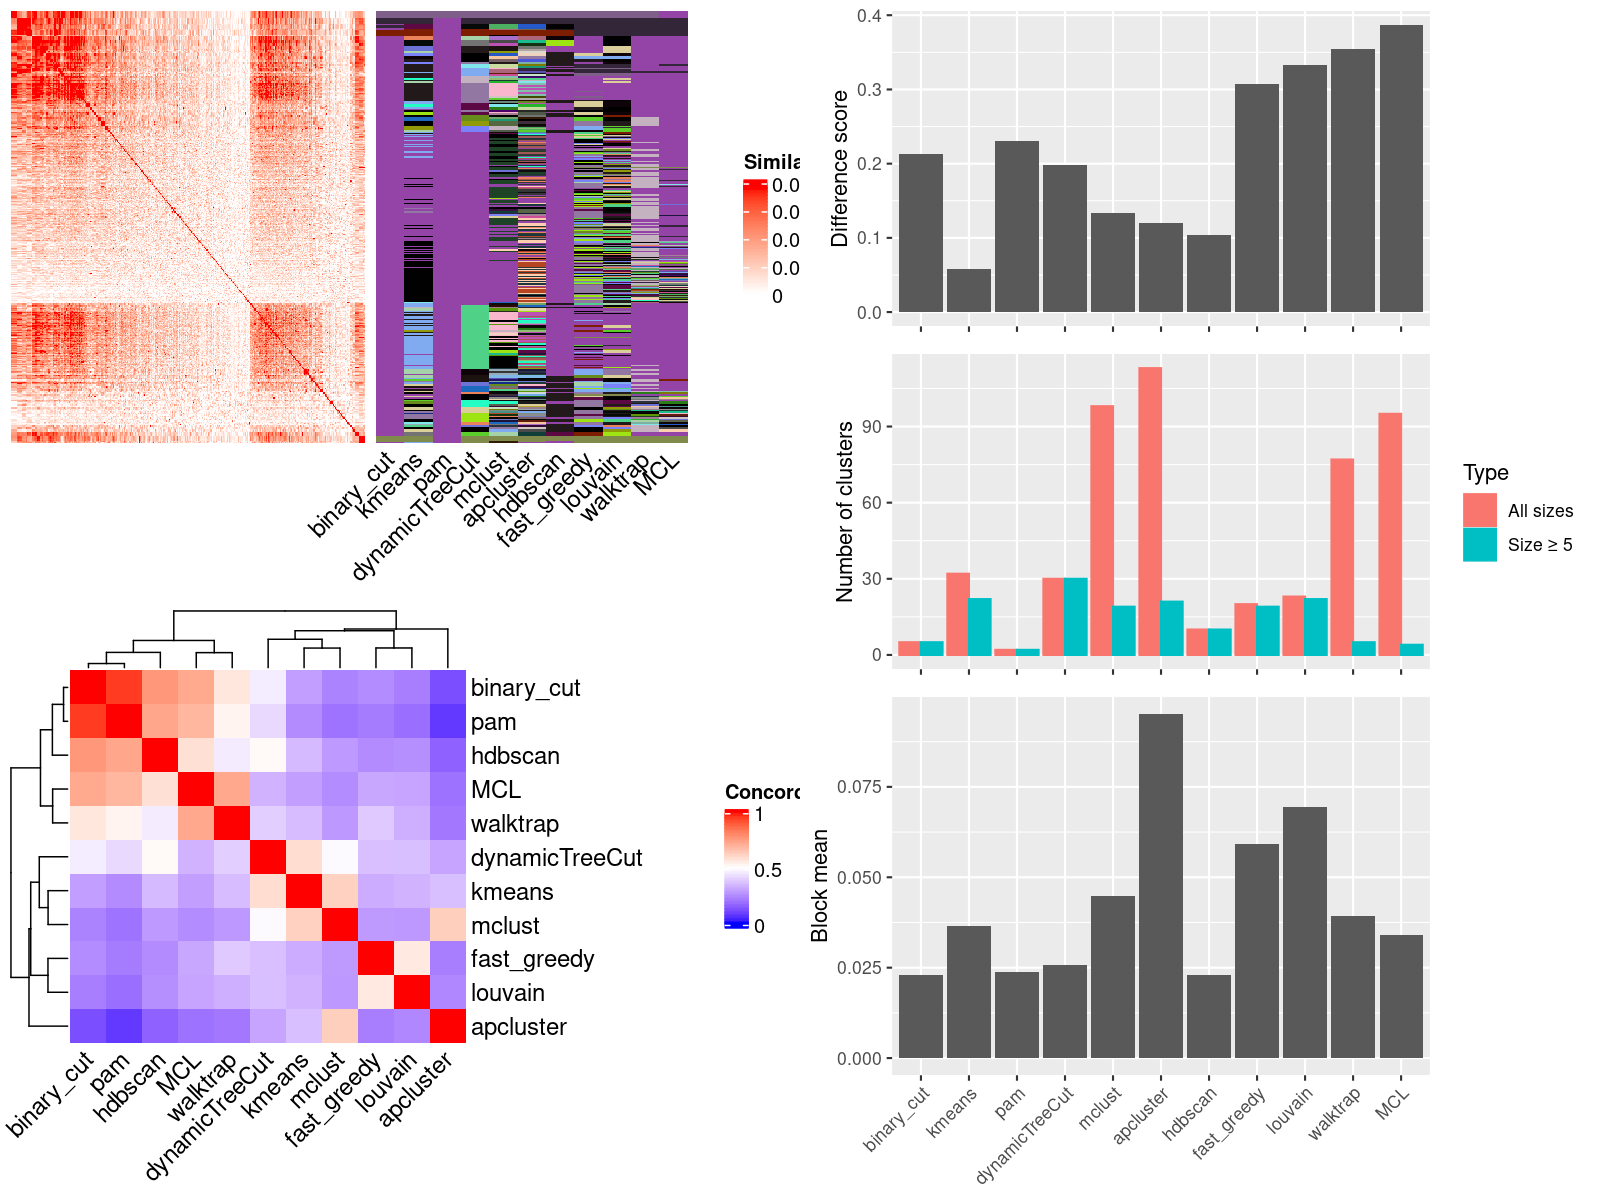 Simila
0.0
0.0
0.0
0.0
0
binary_cut
kmeans
pam
dynamicTreeCut
mclust
apcluster
hdbscan
fast_greedy
louvain
walktrap
MCL
binary_cut
pam
hdbscan
MCL
walktrap
dynamicTreeCut
kmeans
mclust
fast_greedy
louvain
apcluster
binary_cut
pam
hdbscan
MCL
walktrap
dynamicTreeCut
kmeans
mclust
fast_greedy
louvain
apcluster
Concord
1
0.5
0
Difference score
0.4
0.3
0.2
0.1
0.0
Number of clusters
90
60
30
0
Type
All sizes
Size ≥ 5
Block mean
0.075
0.050
0.025
0.000
binary_cut
kmeans
pam
dynamicTreeCut
mclust
apcluster
hdbscan
fast_greedy
louvain
walktrap
MCL